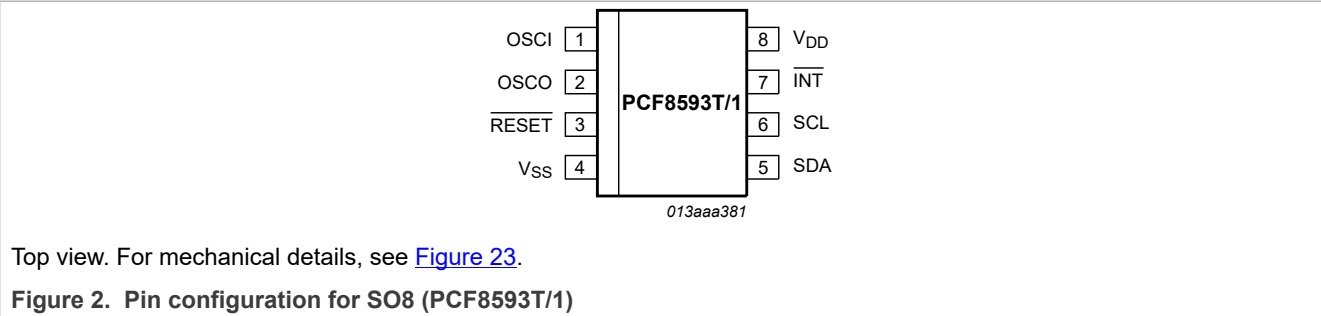 OSCI 1 8 VDD
OSCO 2 7 INT
PCF8593T/1
RESET 3 6 SCL
VSS 4 5 SDA
013aaa381
Top view. For mechanical details, see Figure 23.
Figure 2. Pin configuration for SO8 (PCF8593T/1)